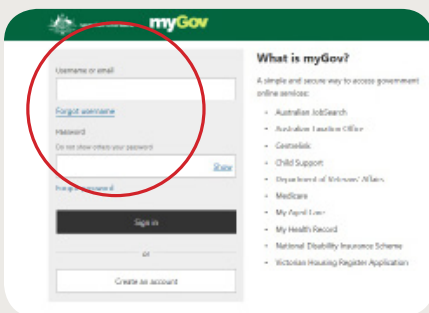 myGov
Username or email
Forgot username
Password
Do not show others your password
Show
Forgot password
Sign in
or
Create an account
What is myGov?
A simple and secure way to access government
online services:
• Australian JobSearch
• Australian Taxation Office
• Centrelink
• Child Support
• Department of Veterans' Affairs
• Medicare
• My Aged Care
• My Health Record
• National Disability Insurance Scheme
• Victorian Housing Register Application